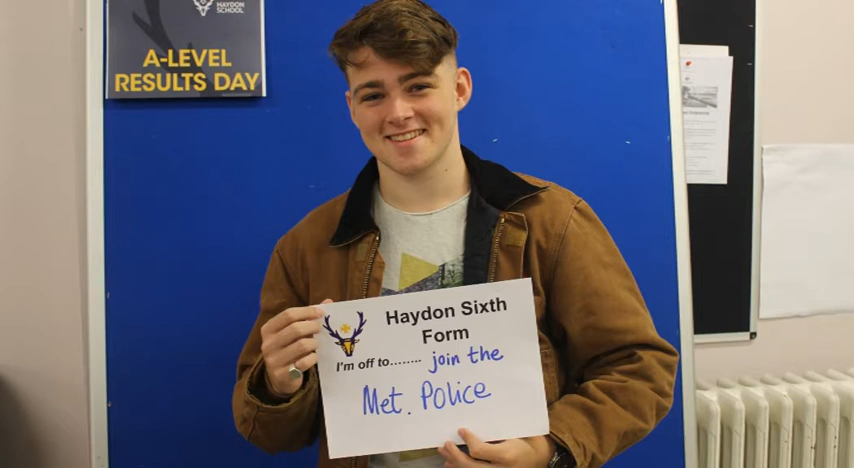 HAYDON
SCHOOL
A-LEVEL
RESULTS DAY
Haydon Sixth
Form
I'm off to........ join the
Met. Police